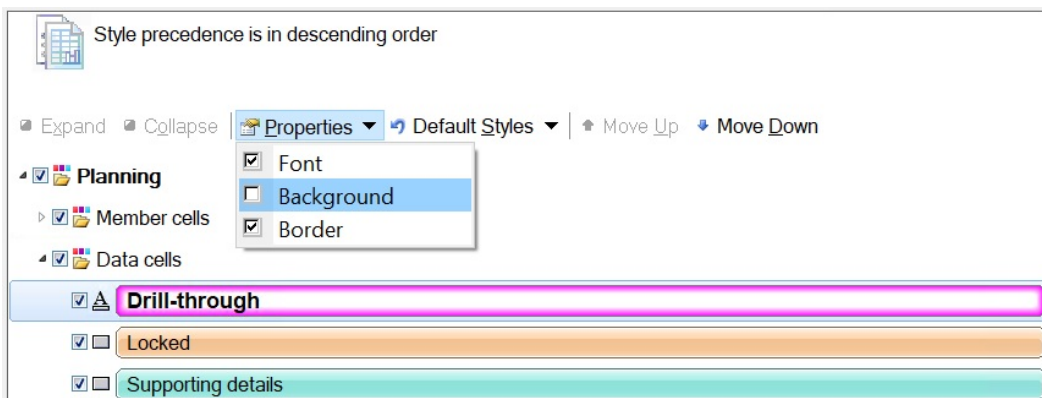 Style precedence is in descending order
Expand Collapse Properties Default Styles Move Up Move Down
Font
Planning
Background
Member cells
Border
Data cells
Drill-through
Locked
Supporting details